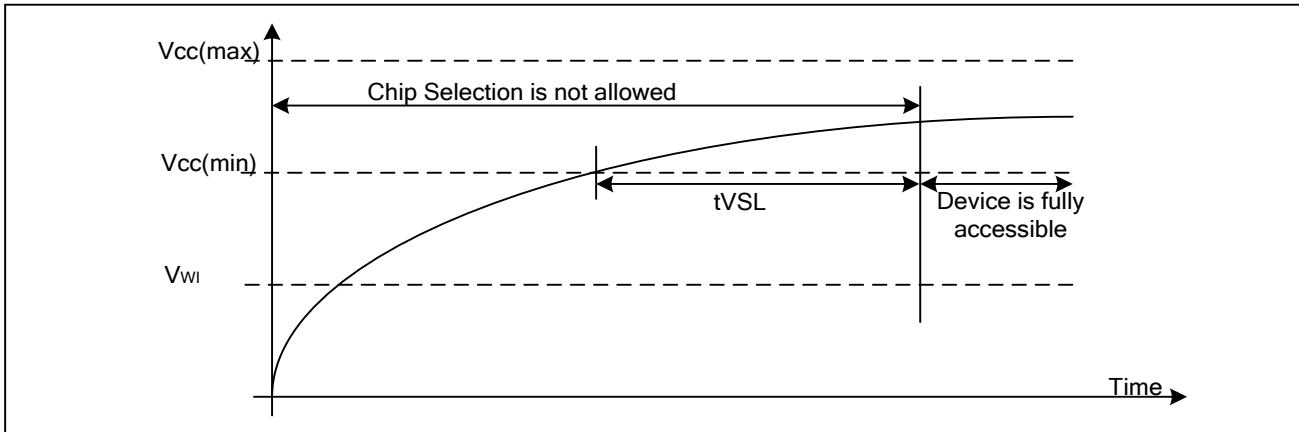 Vcc(max)
Chip Selection is not allowed
Vcc(min)
tVSL
Device is fully
accessible
VWI
Time